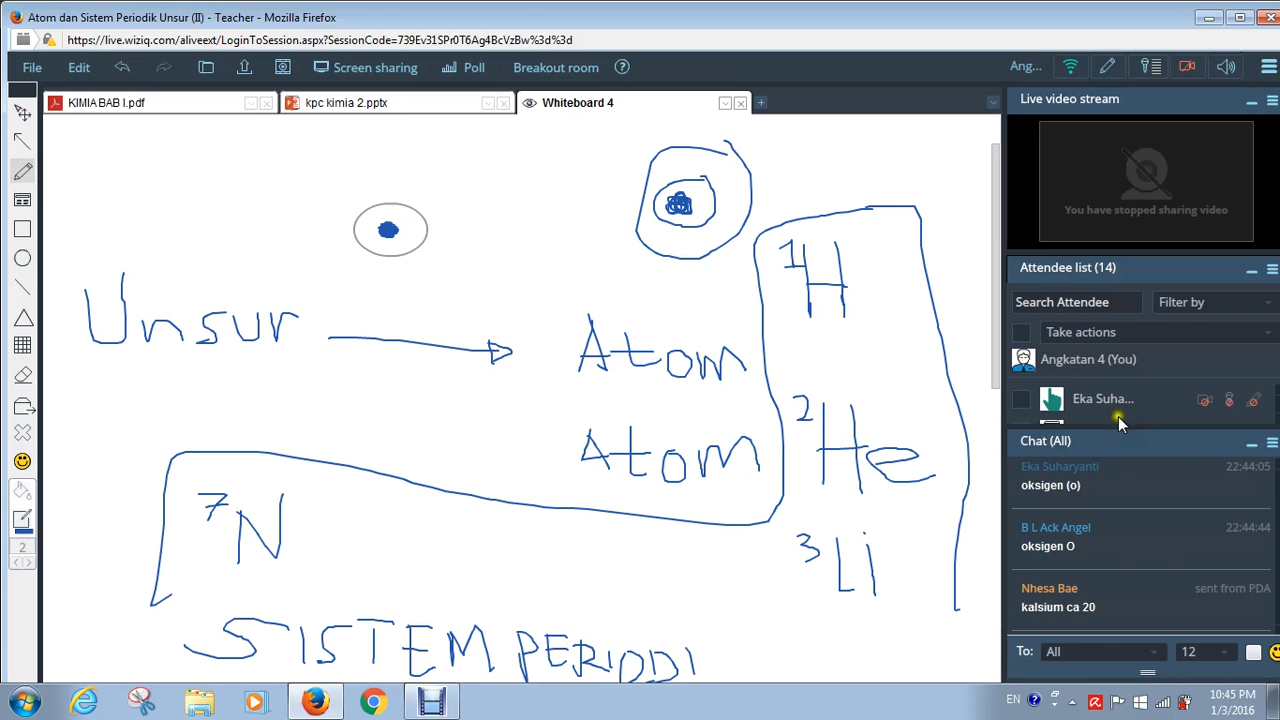 Atom dan Sistem Periodik Unsur (II) - Teacher - Mozilla Firefox
https://live.wiziq.com/aliveext/LoginToSession.aspx?SessionCode=739Ev31SPr0T6Ag4BcVzBw%3d%3d
File Edit Screen sharing Poll Breakout room ? Ang...
KIMIA BAB I.pdf kpc kimia 2.pptx Whiteboard 4 +
Live video stream
You have stopped sharing video
Attendee list (14)
Search Attendee Filter by
Take actions
Angkatan 4 (You)
Eka Suha...
Chat (All)
Eka Suharyanti 22:44:05
oksigen (o)
B L Ack Angel 22:44:44
oksigen O
Nhesa Bae sent from PDA
kalsium ca 20
To: All 12
1H
Unsur Atom
2He
Atom
7N
3Li
SISTEM PERIODI
2
EN
10:45 PM
1/3/2016